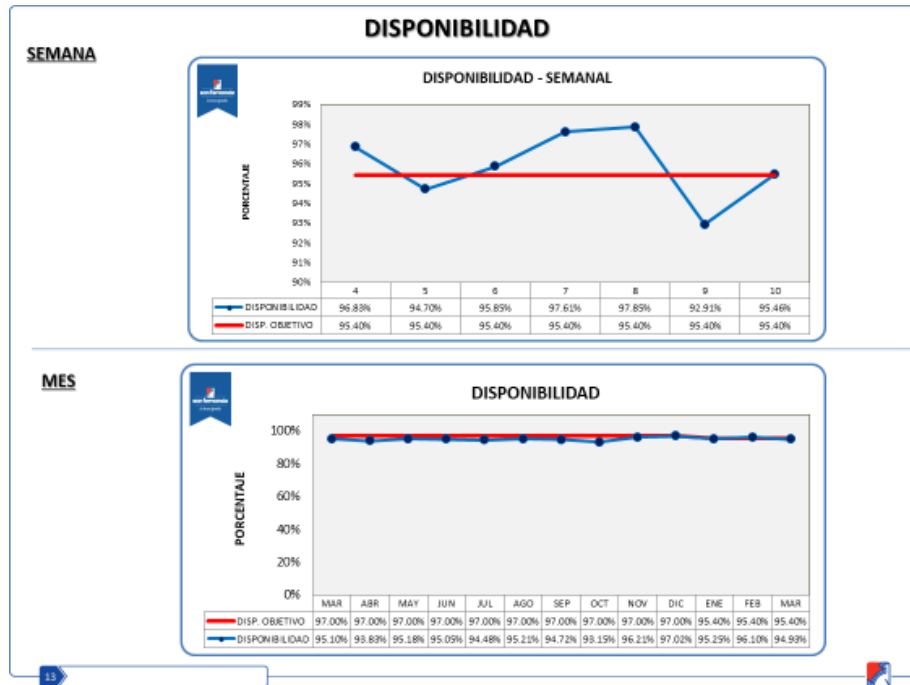 DISPONIBILIDAD
SEMANA
DISPONIBILIDAD - SEMANAL
PORCENTAJE
99%
98%
97%
96%
95%
94%
93%
92%
91%
90%
4 5 6 7 8 9 10
DISPONIBILIDAD 96.83% 94.70% 95.85% 97.61% 97.85% 92.91% 95.46%
DISP. OBJETIVO 95.40% 95.40% 95.40% 95.40% 95.40% 95.40% 95.40%
MES
san fernando
DISPONIBILIDAD
PORCENTAJE
100%
80%
60%
40%
20%
0%
MAR ABR MAY JUN JUL AGO SEP OCT NOV DIC ENE FEB MAR
DISP. OBJETIVO 97.00% 97.00% 97.00% 97.00% 97.00% 97.00% 97.00% 97.00% 97.00% 97.00% 95.40% 95.40% 95.40%
DISPONIBILIDAD 95.10% 93.83% 95.18% 95.05% 94.48% 95.21% 94.72% 93.15% 96.21% 97.02% 95.25% 96.10% 94.93%
13